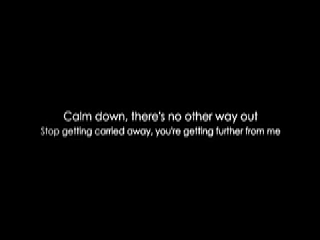 Calm down, there's no other way out
Stop getting carried away, you're getting further from me